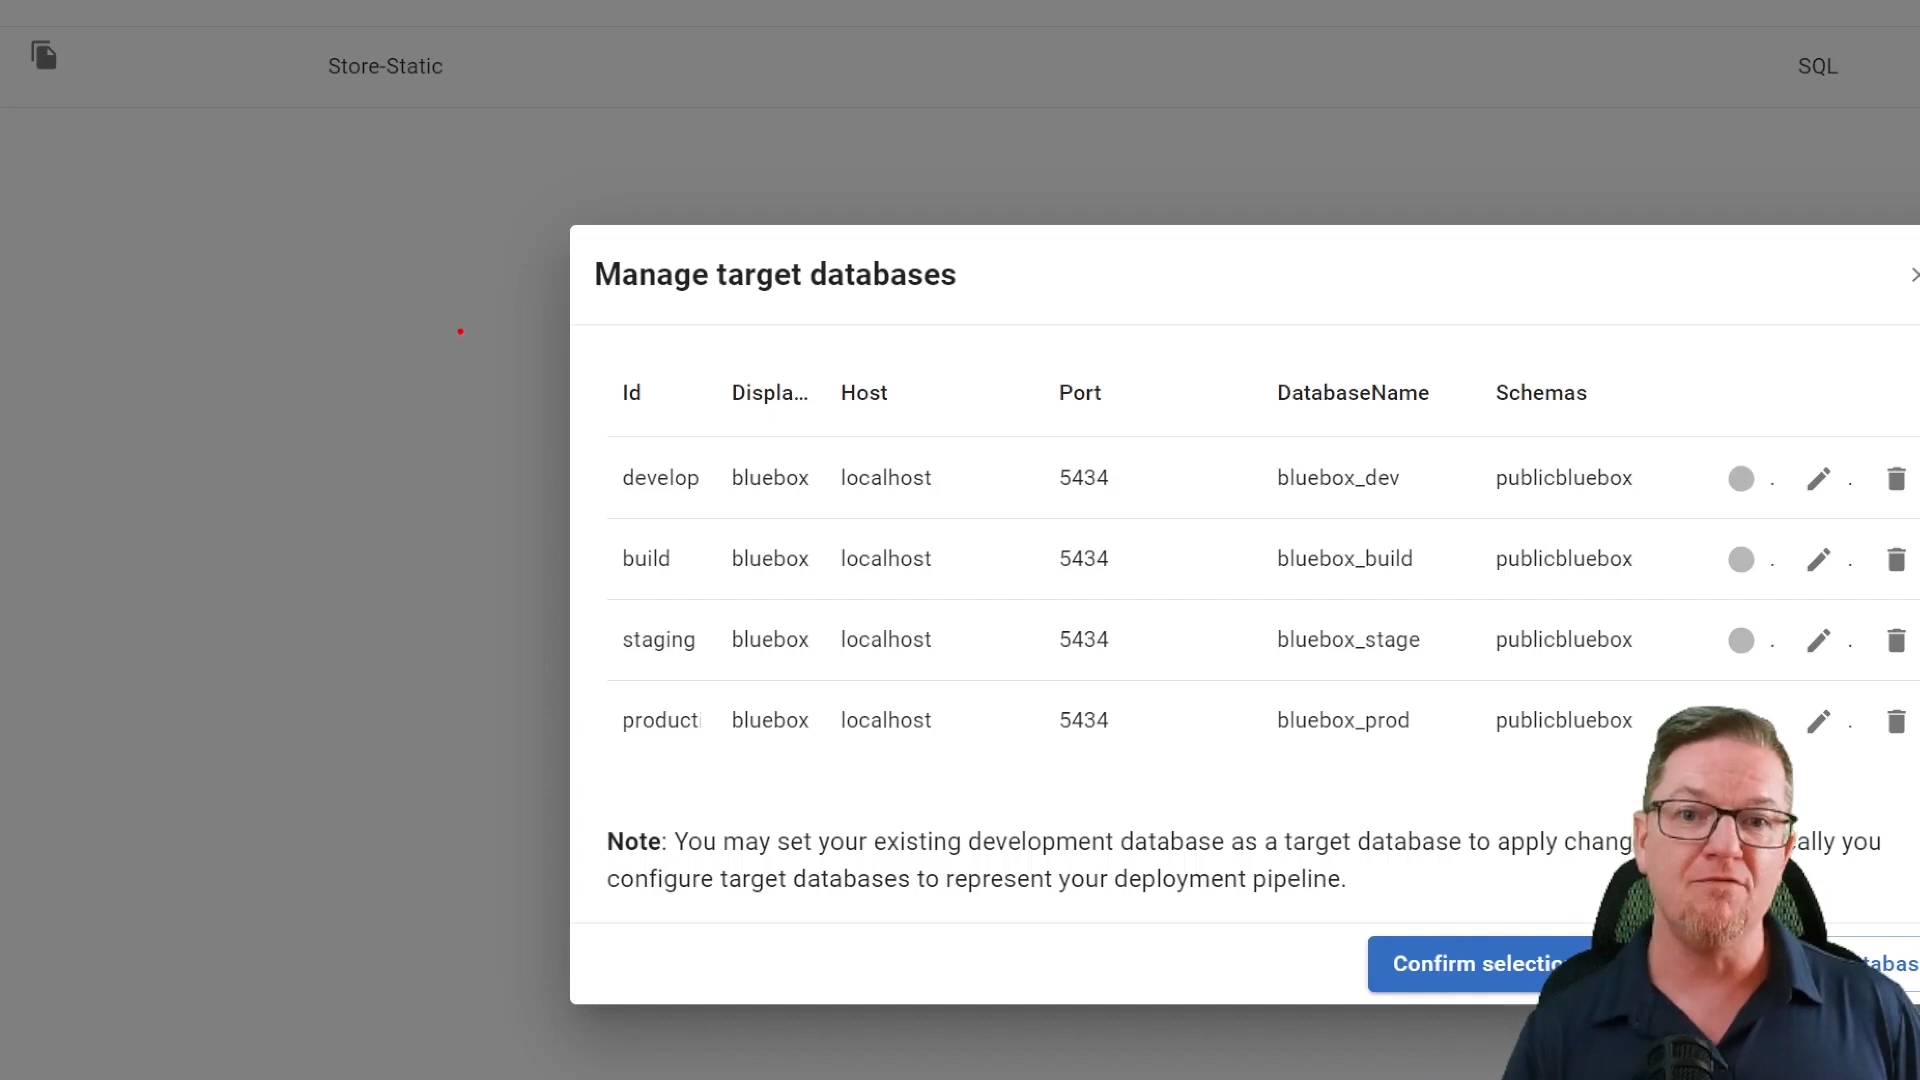 Store-Static SQL
Manage target databases
Id Displa... Host Port DatabaseName Schemas
develop bluebox localhost 5434 bluebox_dev publicbluebox
build bluebox localhost 5434 bluebox_build publicbluebox
staging bluebox localhost 5434 bluebox_stage publicbluebox
product bluebox localhost 5434 bluebox_prod publicbluebox
Note: You may set your existing development database as a target database to apply chang ally you
configure target databases to represent your deployment pipeline.
Confirm selectio tabas